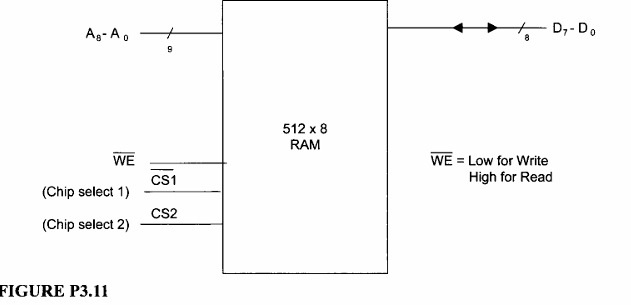 A8 - A0
9
D7 - D0
8
512 x 8
RAM
WE
WE = Low for Write
High for Read
CS1
(Chip select 1)
CS2
(Chip select 2)
FIGURE P3.11